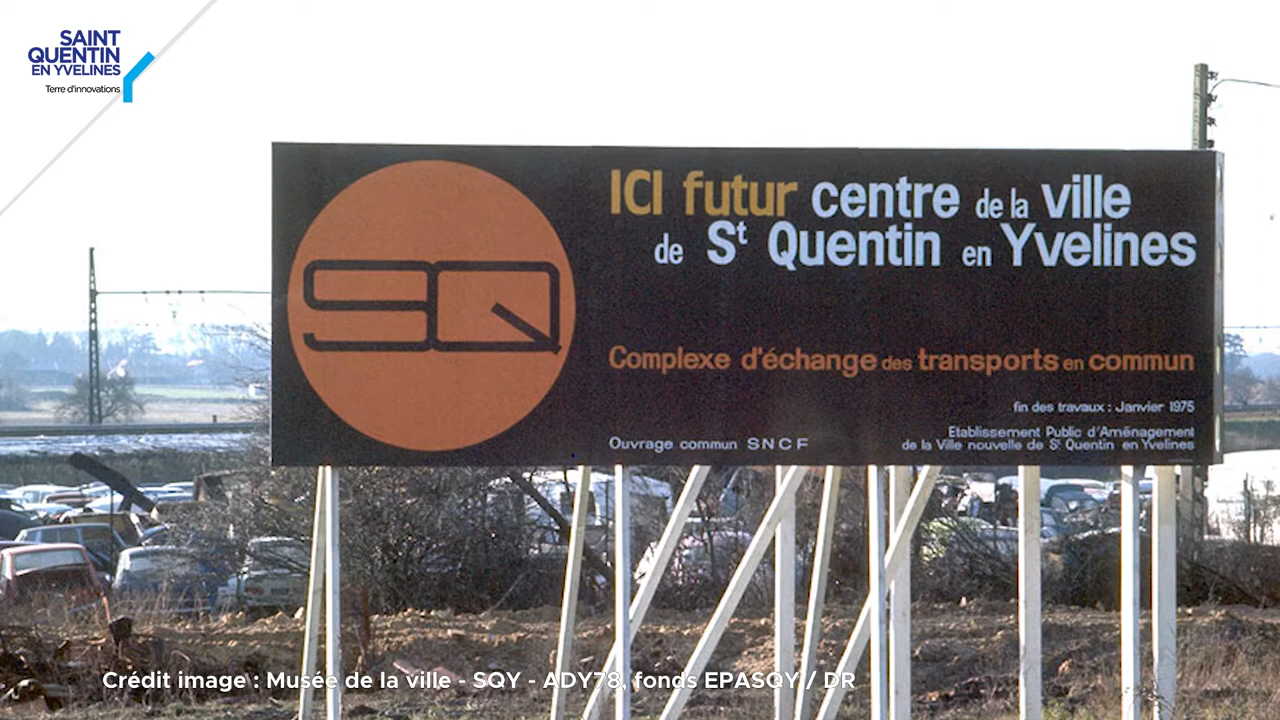 SAINT
QUENTIN
EN YVELINES
Terre d'innovations
SQ
ICI futur centre de la ville
de St Quentin en Yvelines
Complexe d'échange des transports en commun
fin des travaux : Janvier 1975
Ouvrage commun SNCF
Etablissement Public d'Aménagement
de la Ville nouvelle de St Quentin en Yvelines
Crédit image : Musée de la ville - SQY - ADY78, fonds EPASQY / DR